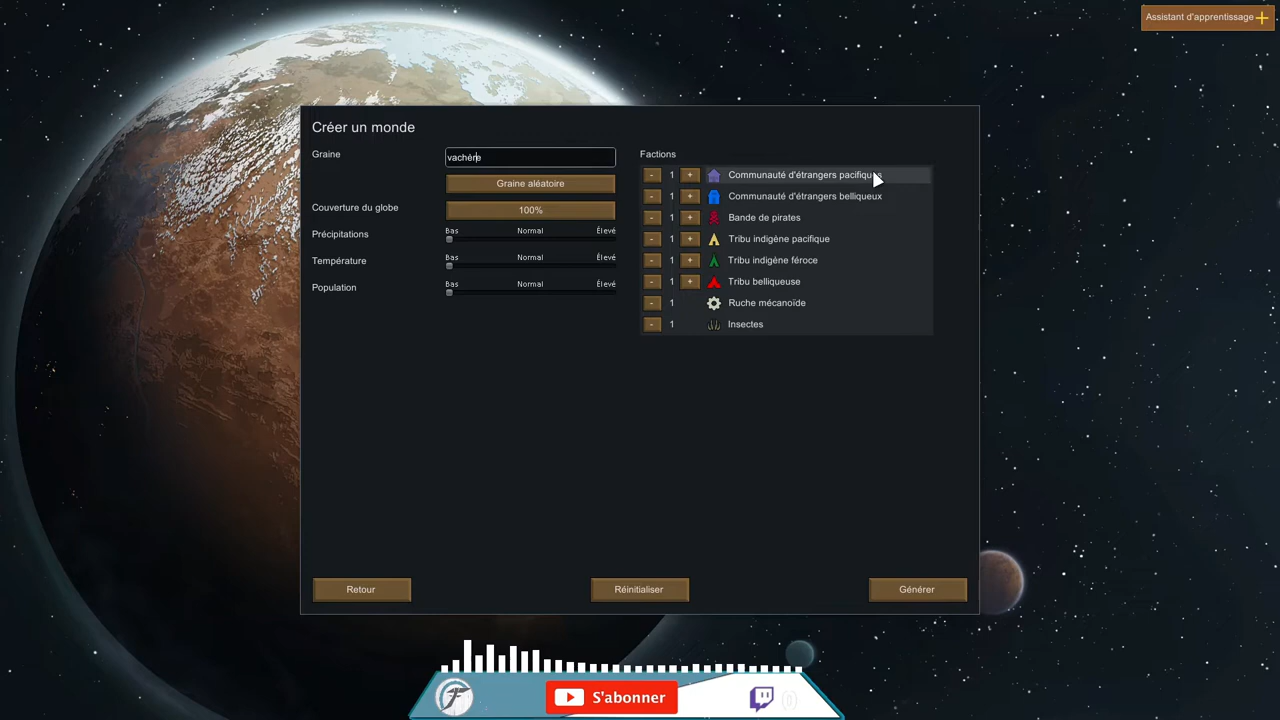 Assistant d'apprentissage
Créer un monde
Graine
vachère
Graine aléatoire
Couverture du globe
100%
Précipitations
Bas Normal Élevé
Température
Bas Normal Élevé
Population
Bas Normal Élevé
Factions
- 1 + Communauté d'étrangers pacifique
- 1 + Communauté d'étrangers belliqueux
- 1 + Bande de pirates
- 1 + Tribu indigène pacifique
- 1 + Tribu indigène féroce
- 1 + Tribu belliqueuse
- 1 Ruche mécanoïde
- 1 Insectes
Retour
Réinitialiser
Générer
S'abonner
(0)